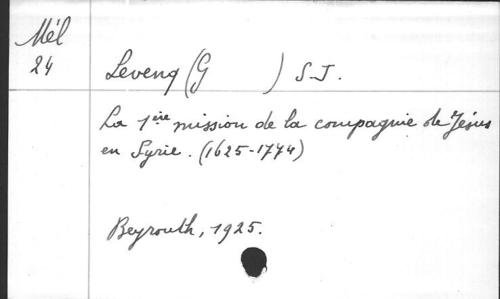 Mél
24
Levenq (G ) S.J.
La 1ère mission de la compagnie de Jésus
en Syrie. (1625-1774)
Beyrouth, 1925.